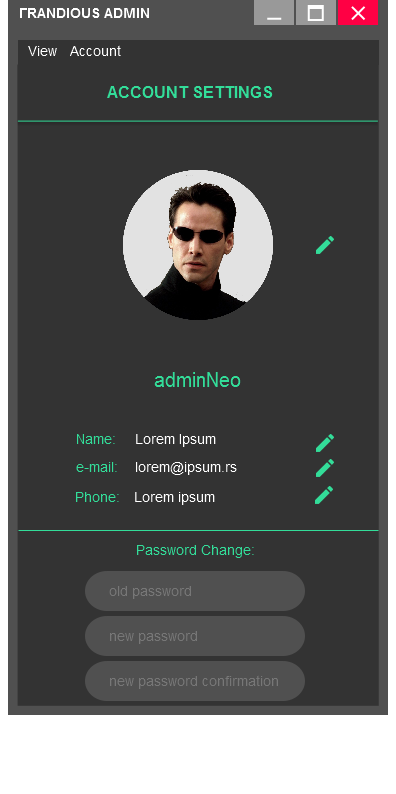 FRANDIOUS ADMIN
View Account
ACCOUNT SETTINGS
adminNeo
Name: Lorem Ipsum
e-mail: lorem@ipsum.rs
Phone: Lorem ipsum
Password Change:
old password
new password
new password confirmation